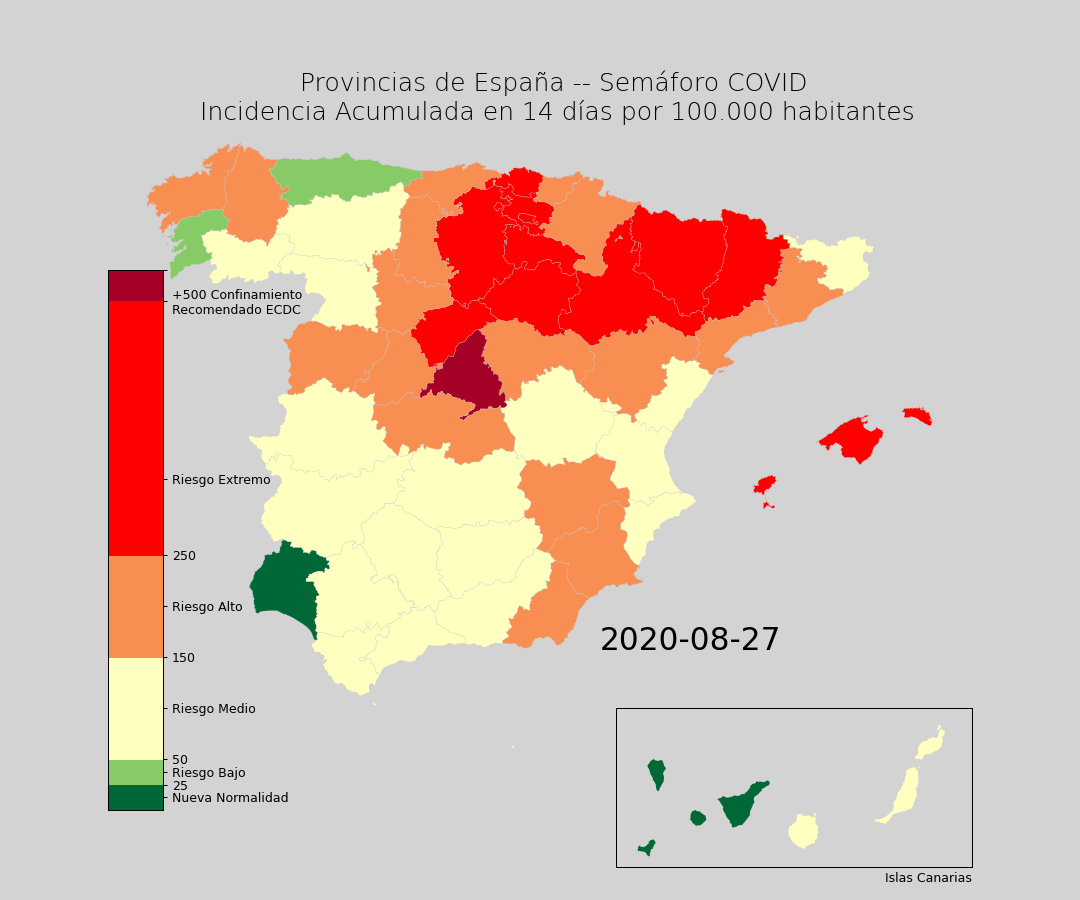 Provincias de España -- Semáforo COVID
Incidencia Acumulada en 14 días por 100.000 habitantes
+500 Confinamiento
Recomendado ECDC
Riesgo Extremo
250
Riesgo Alto
150
Riesgo Medio
50
Riesgo Bajo
25
Nueva Normalidad
2020-08-27
Islas Canarias